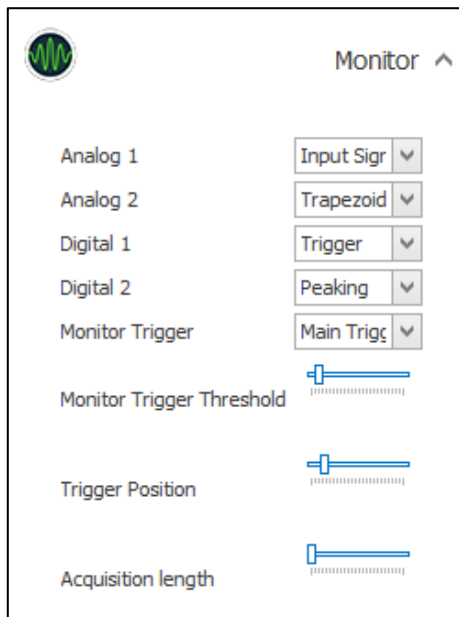 Monitor
Analog 1 Input Sigr
Analog 2 Trapezoid
Digital 1 Trigger
Digital 2 Peaking
Monitor Trigger Main Trigg
Monitor Trigger Threshold
Trigger Position
Acquisition length